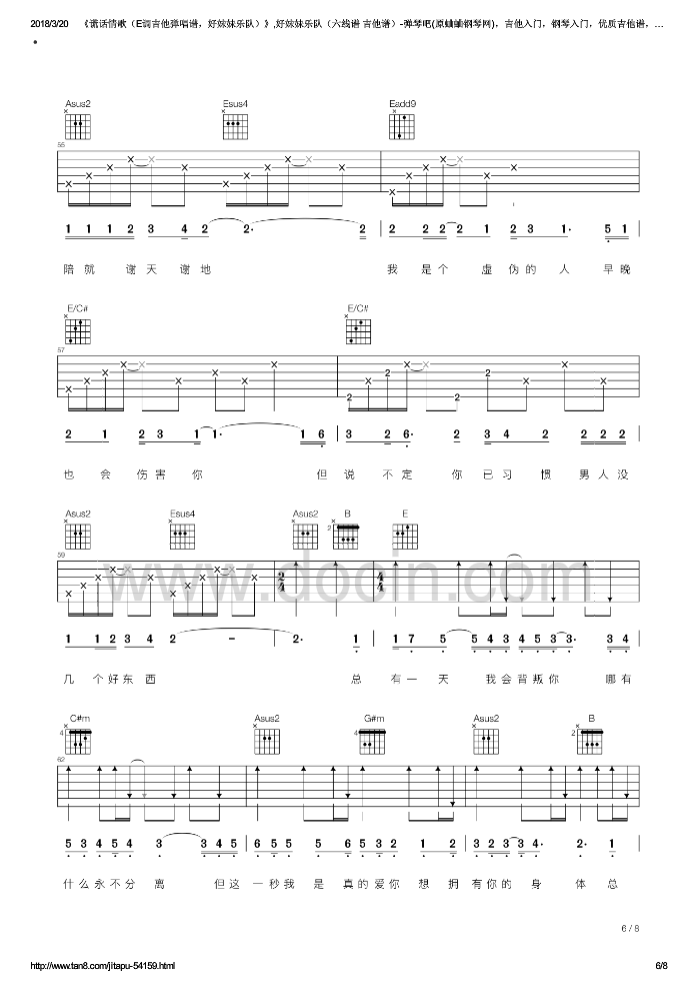 2018/3/20 《谎话情歌（E调吉他弹唱谱，好妹妹乐队）》,好妹妹乐队（六线谱 吉他谱）-弹琴吧(原蛐蛐钢琴网)，吉他入门，钢琴入门，优质吉他谱，…
Asus2 Esus4 Eadd9
55
1 1 1 2 3 4 2 2· 2 2 2 2 2 2 1 2 3 1· 5 1
陪就 谢天谢地 我 是个 虚伪的人 早晚
E/C# E/C#
57
2 1 2 3 1 1· 1 6 3 2 6· 2 3 4 2 2 2 2
也会伤害你 但说不定 你已习惯男人没
Asus2 Esus4 Asus2 B E
2
59
2/4 4/4
www.dooin.com
1 1 2 3 4 2 – 2· 1 1 7 5 5 4 3 4 5 3 3· 3 4
几个好东西 总有一天 我会背叛你 哪有
C#m Asus2 G#m Asus2 B
4 4 2
62
5 3 4 5 4 3 3 4 5 6 5 5 5 6 5 3 2 1 2 3 2 3 3 4· 2· 1
什么永不分离 但这一秒我是真的爱你想拥有你的身体总
6 / 8
http://www.tan8.com/jitapu-54159.html 6/8